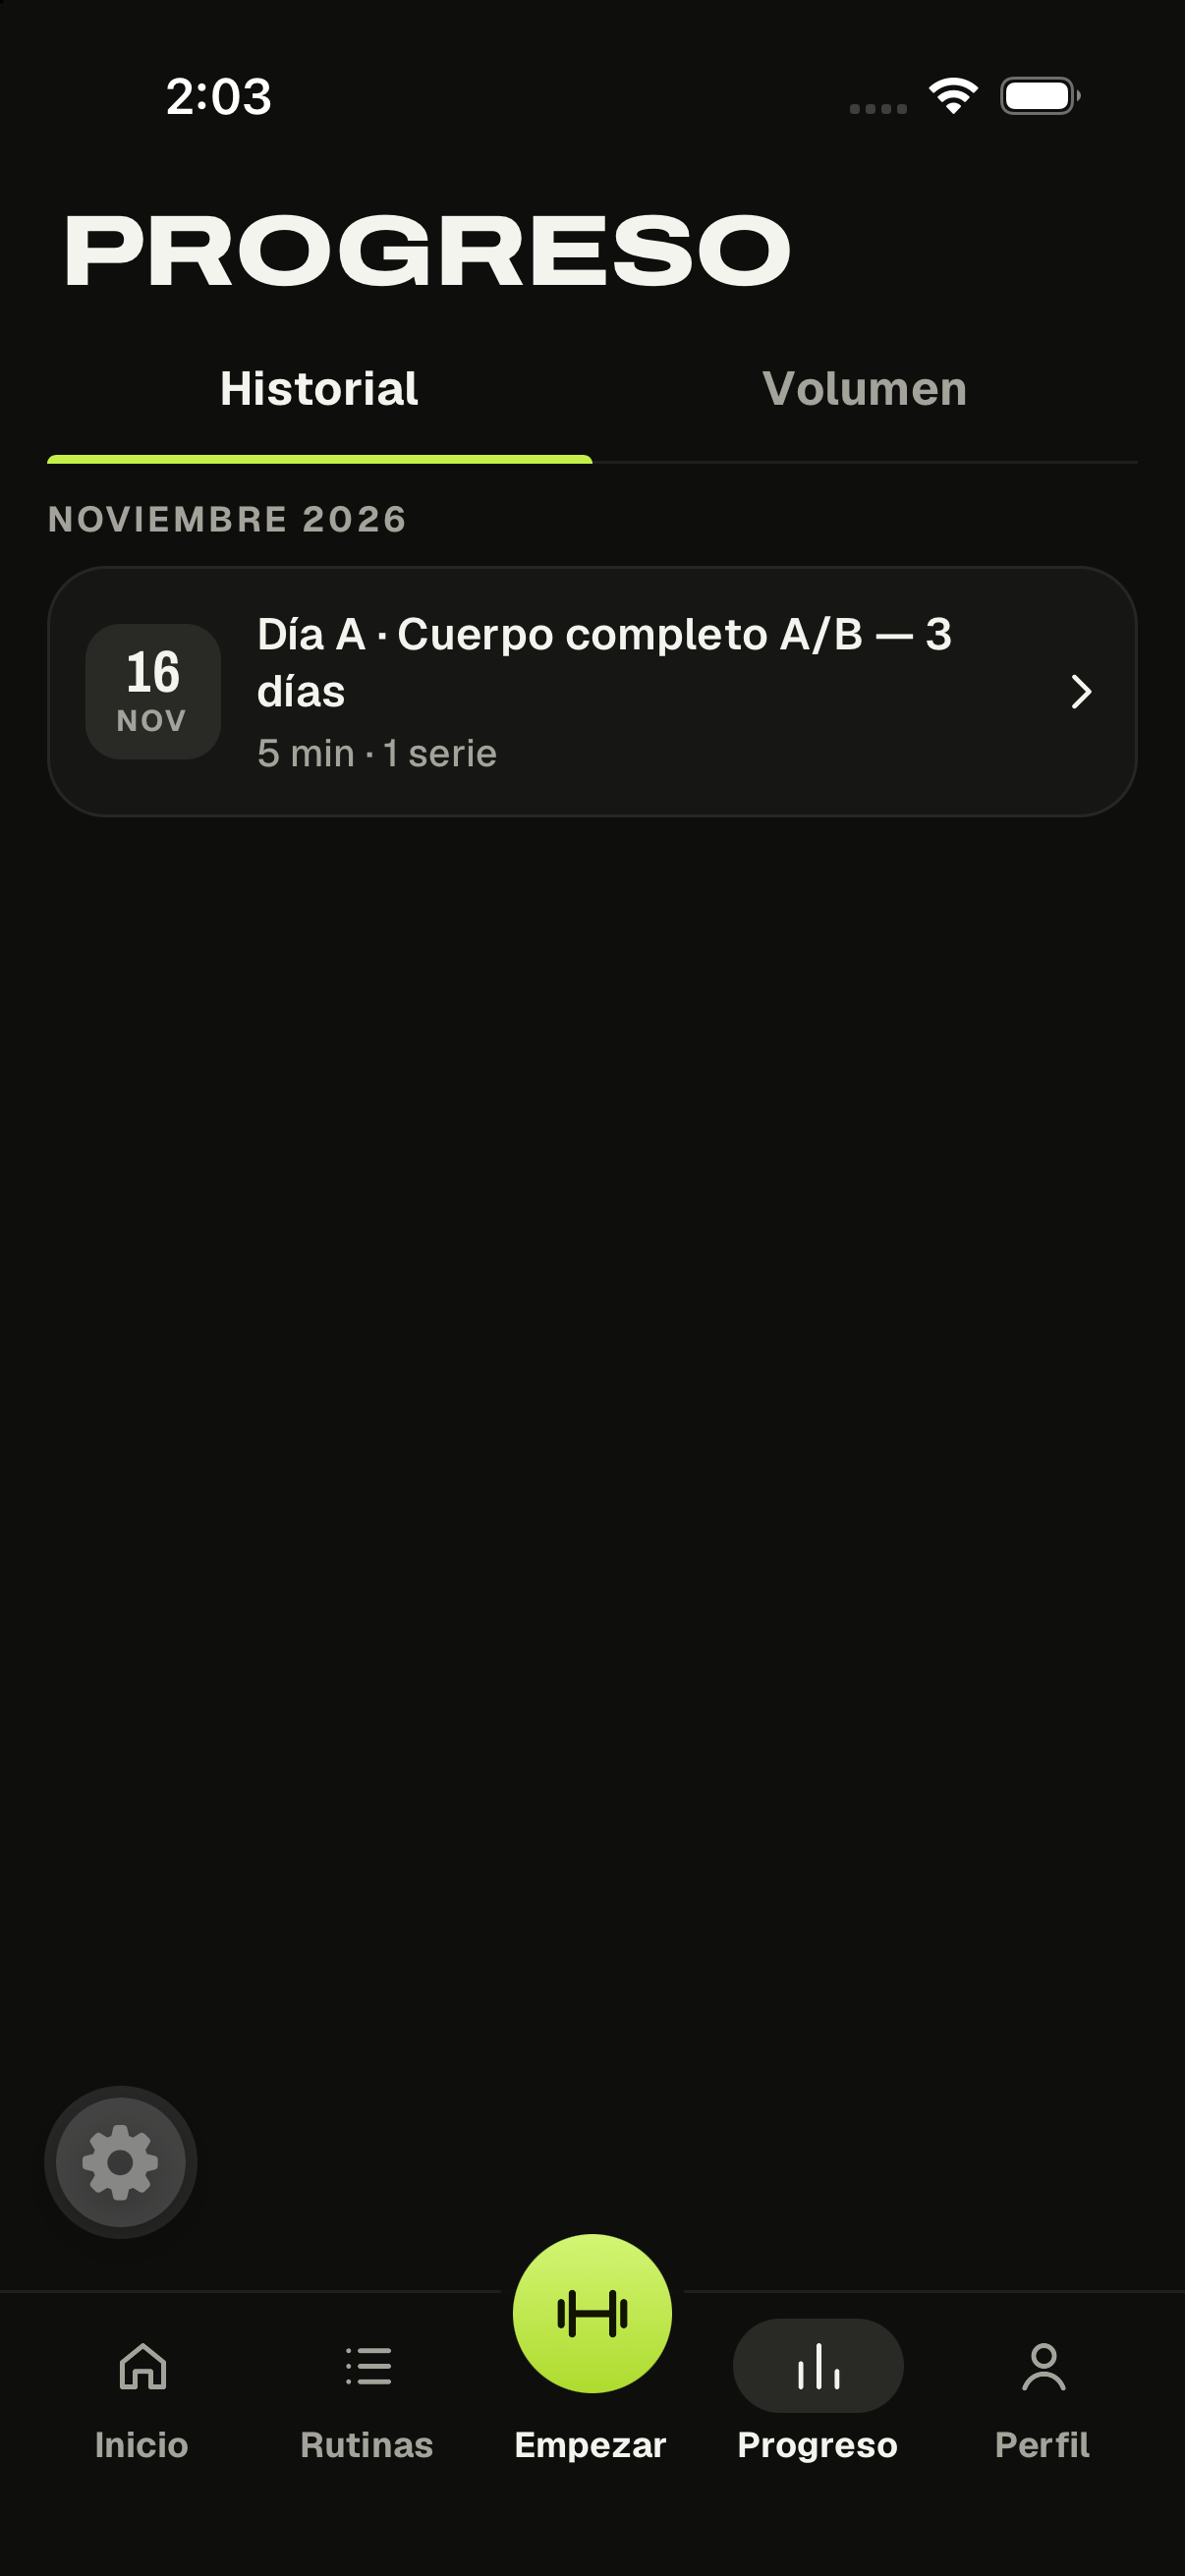 2:03
PROGRESO
Historial
Volumen
NOVIEMBRE 2026
16
NOV
Día A · Cuerpo completo A/B — 3
días
5 min · 1 serie
Inicio
Rutinas
Empezar
Progreso
Perfil